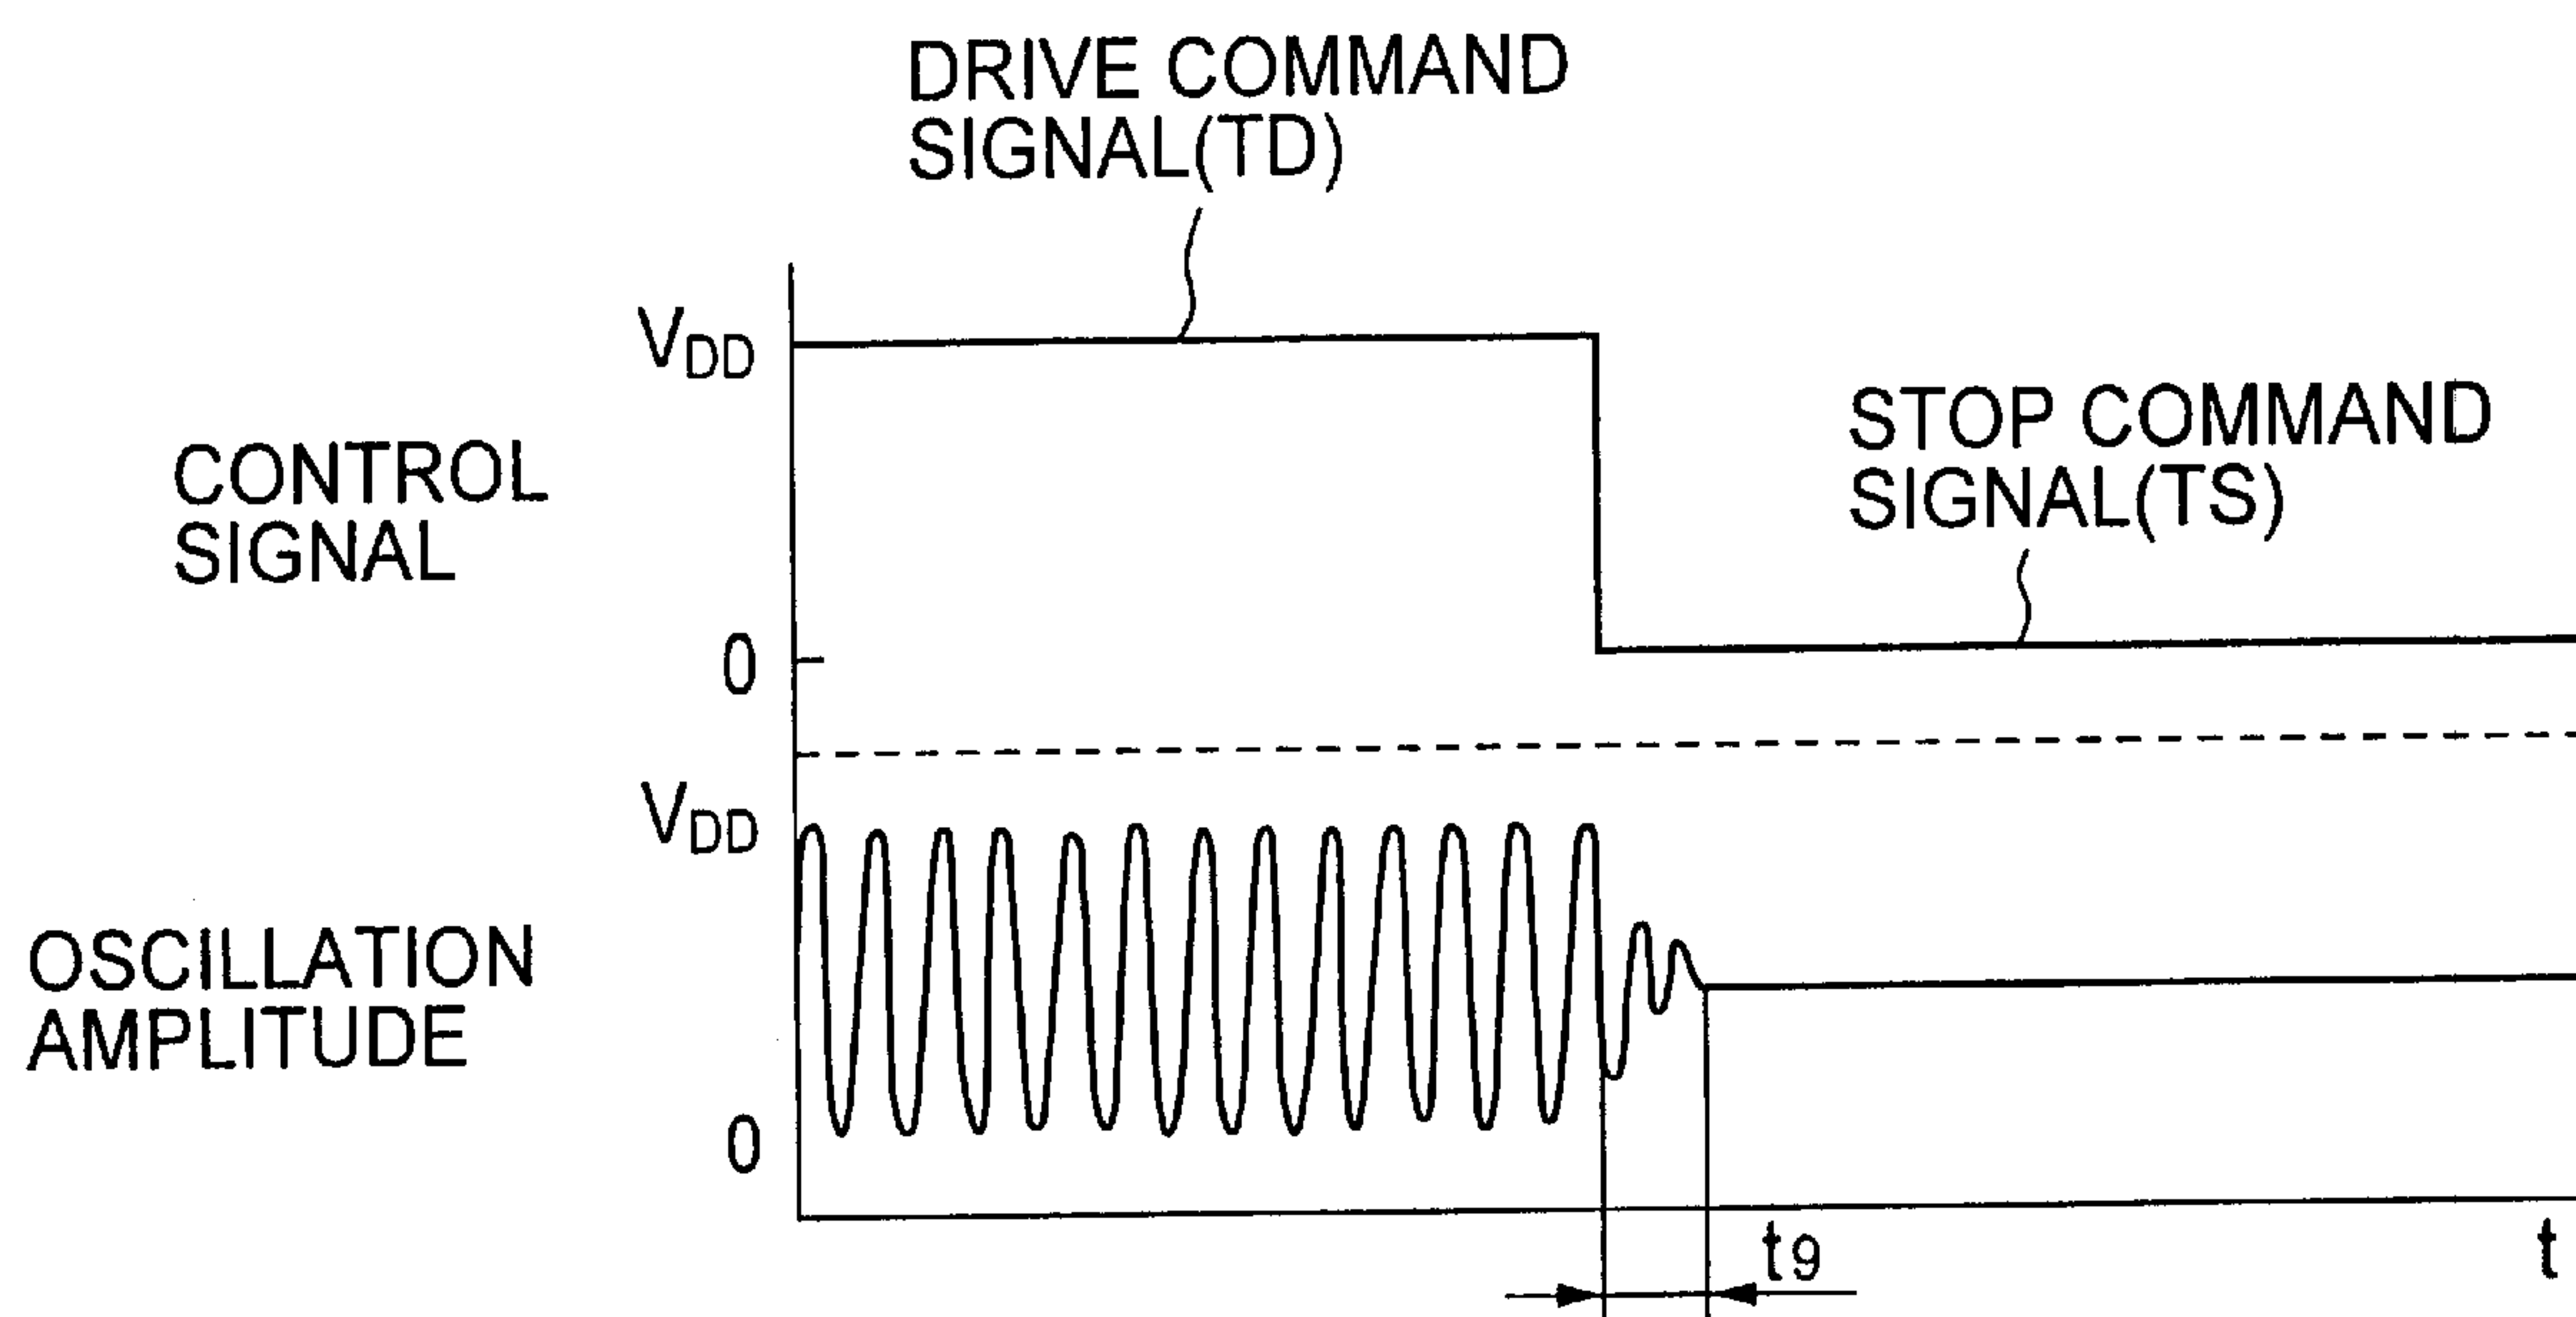 DRIVE COMMAND
SIGNAL(TD)
VDD
STOP COMMAND
SIGNAL(TS)
CONTROL
SIGNAL
0
VDD
OSCILLATION
AMPLITUDE
0
t9
t